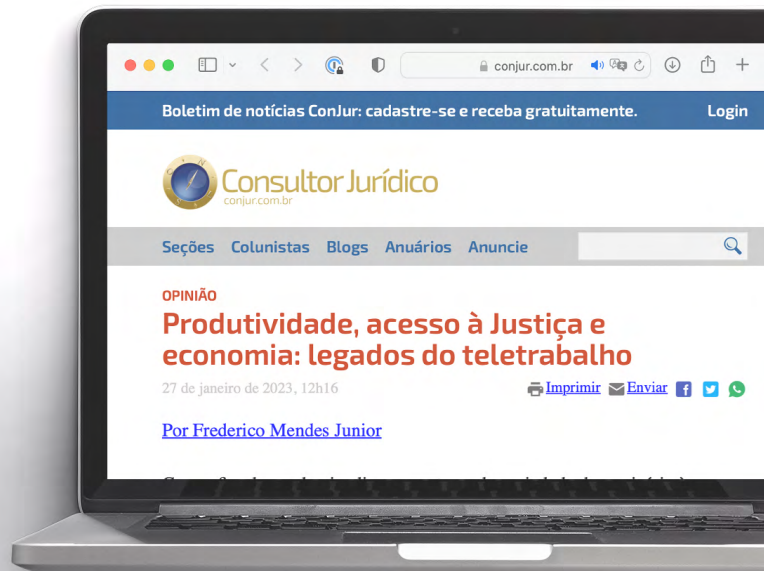 conjur.com.br
Boletim de notícias ConJur: cadastre-se e receba gratuitamente. Login
Consultor Jurídico
conjur.com.br
Seções Colunistas Blogs Anuários Anuncie
OPINIÃO
Produtividade, acesso à Justiça e
economia: legados do teletrabalho
27 de janeiro de 2023, 12h16 Imprimir Enviar
Por Frederico Mendes Junior